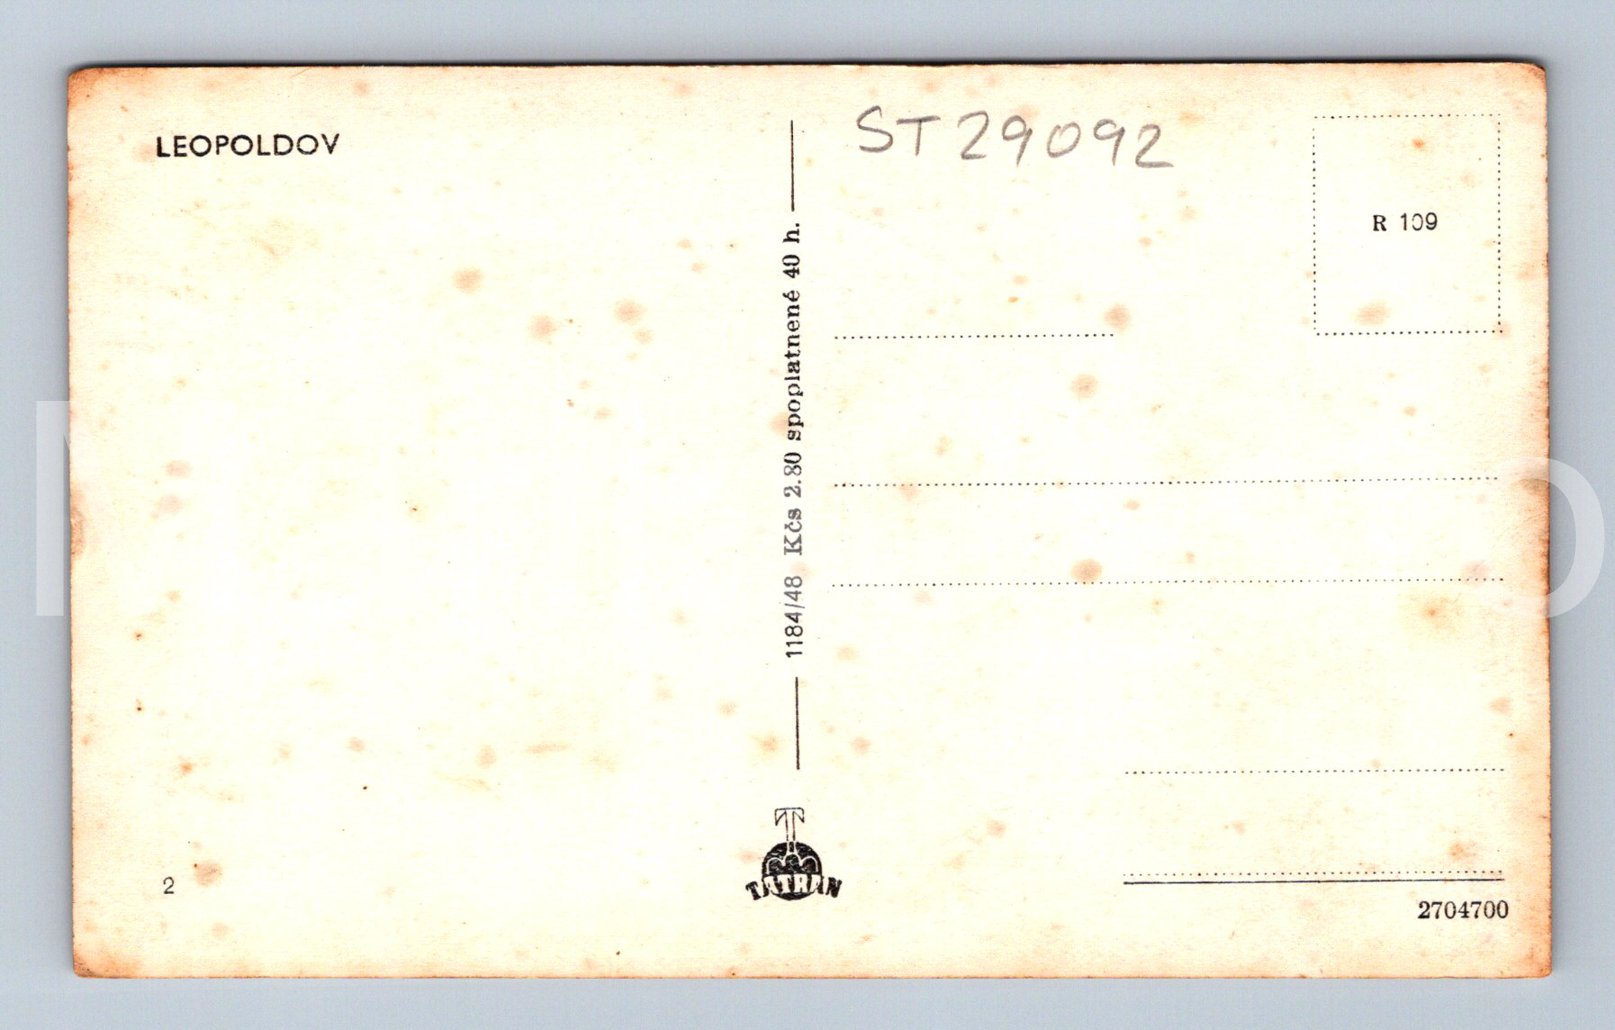 LEOPOLDOV
ST29092
R 109
1184/48 Kčs 2.80 spoplatnené 40 h.
TATRAN
2
2704700